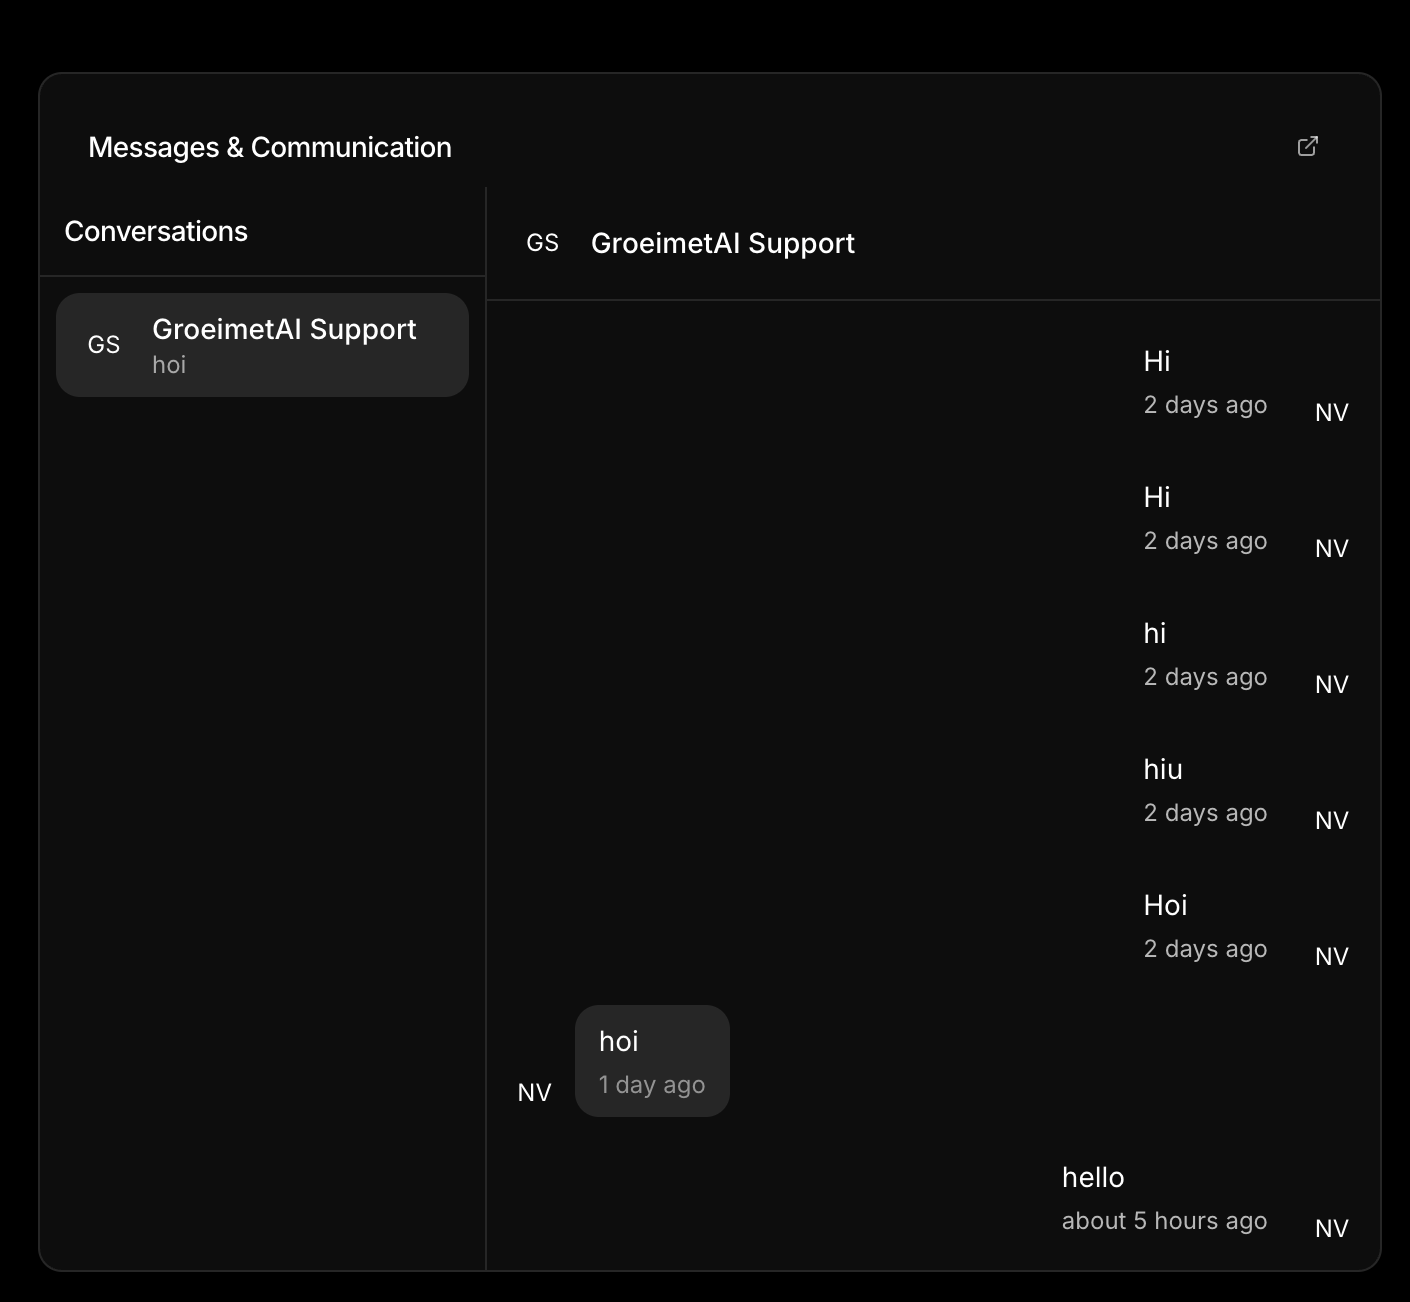 Messages & Communication
Conversations
GS GroeimetAI Support
hoi
GS GroeimetAI Support
Hi
2 days ago
NV
Hi
2 days ago
NV
hi
2 days ago
NV
hiu
2 days ago
NV
Hoi
2 days ago
NV
hoi
1 day ago
NV
hello
about 5 hours ago
NV